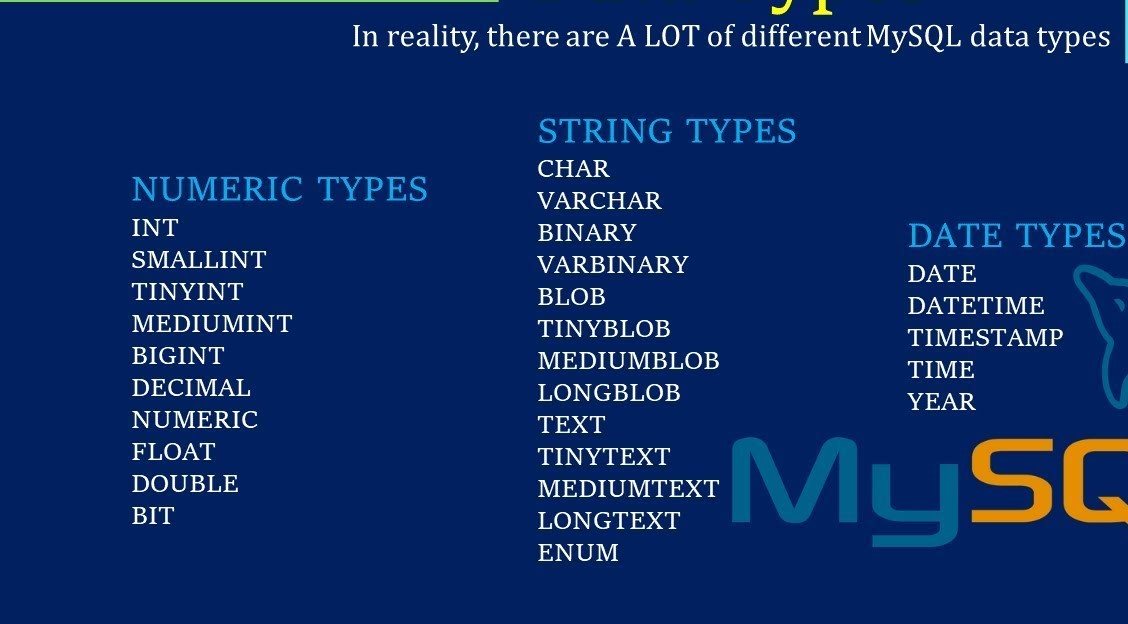 In reality, there are A LOT of different MySQL data types
NUMERIC TYPES
INT
SMALLINT
TINYINT
MEDIUMINT
BIGINT
DECIMAL
NUMERIC
FLOAT
DOUBLE
BIT
STRING TYPES
CHAR
VARCHAR
BINARY
VARBINARY
BLOB
TINYBLOB
MEDIUMBLOB
LONGBLOB
TEXT
TINYTEXT
MEDIUMTEXT
LONGTEXT
ENUM
DATE TYPES
DATE
DATETIME
TIMESTAMP
TIME
YEAR
MySQ